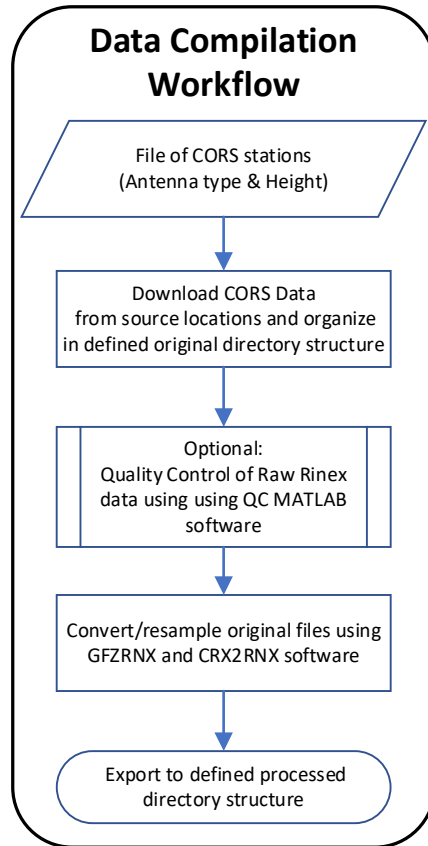 Data Compilation
Workflow
File of CORS stations
(Antenna type & Height)
Download CORS Data
from source locations and organize
in defined original directory structure
Optional:
Quality Control of Raw Rinex
data using using QC MATLAB
software
Convert/resample original files using
GFZRNX and CRX2RNX software
Export to defined processed
directory structure